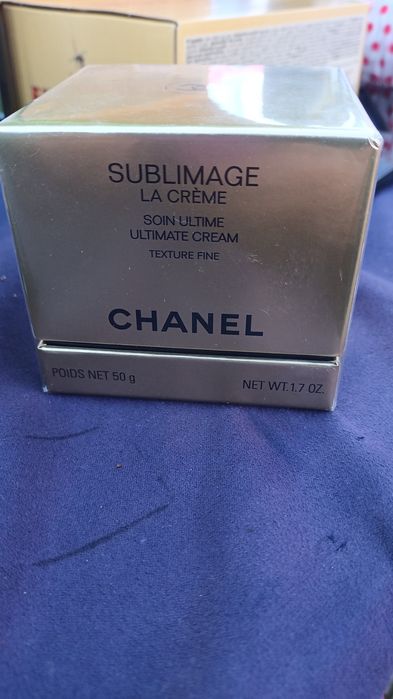 SUBLIMAGE
LA CRÈME
SOIN ULTIME
ULTIMATE CREAM
TEXTURE FINE
CHANEL
POIDS NET 50 g
NET WT.1.7 OZ.